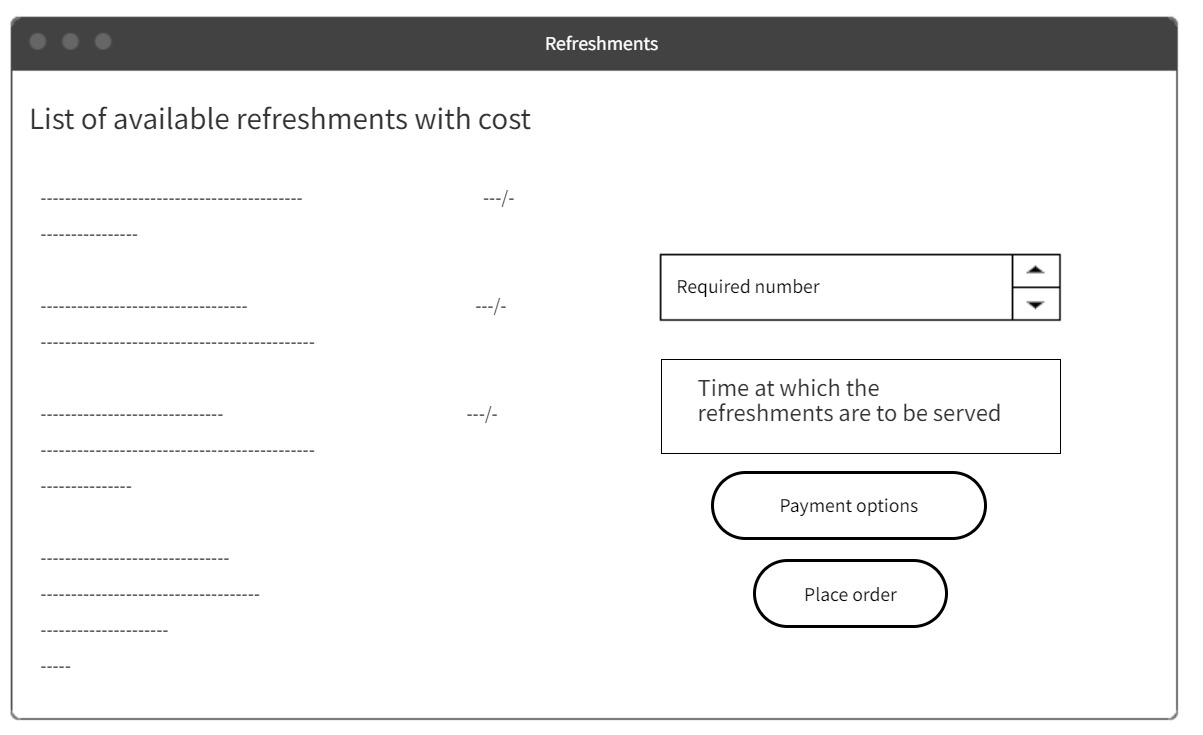 Refreshments
List of available refreshments with cost
------------------------------------------- ---/-
----------------
---------------------------------- ---/-
---------------------------------------------
------------------------------ ---/-
---------------------------------------------
---------------
-------------------------------
------------------------------------
---------------------
-----
Required number
Time at which the
refreshments are to be served
Payment options
Place order